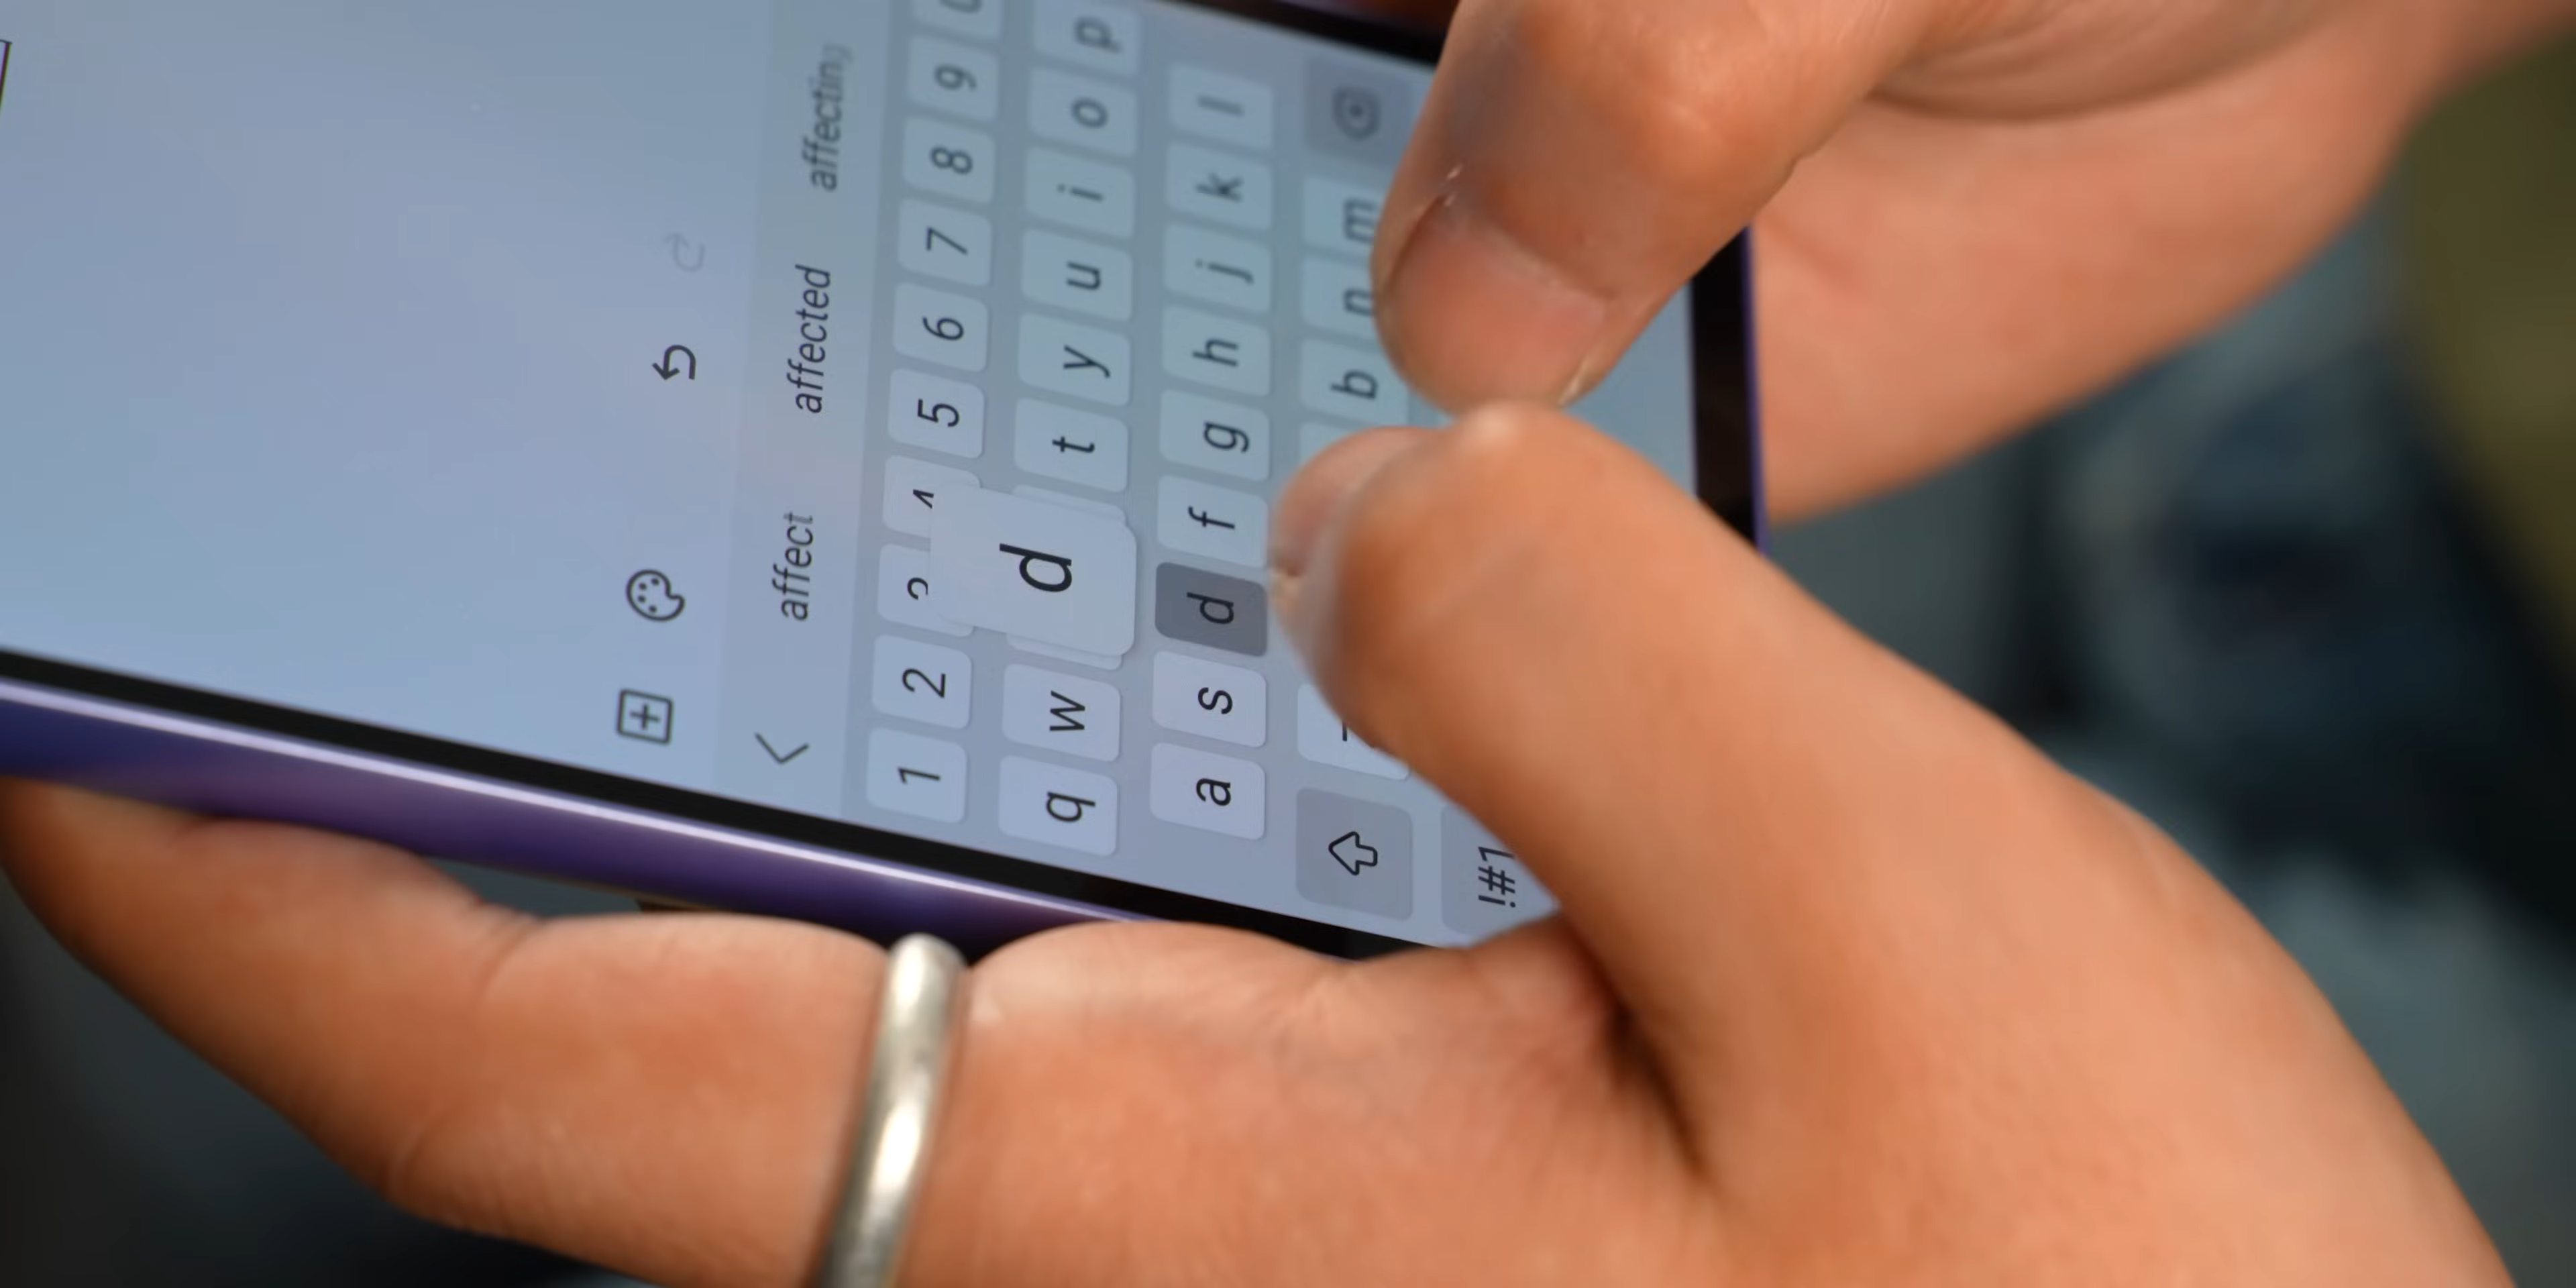 affect affected affecting
1 2 5 6 7 8 9
q w t y u i o p
d
a s d f g h j k l
b n m
!#1